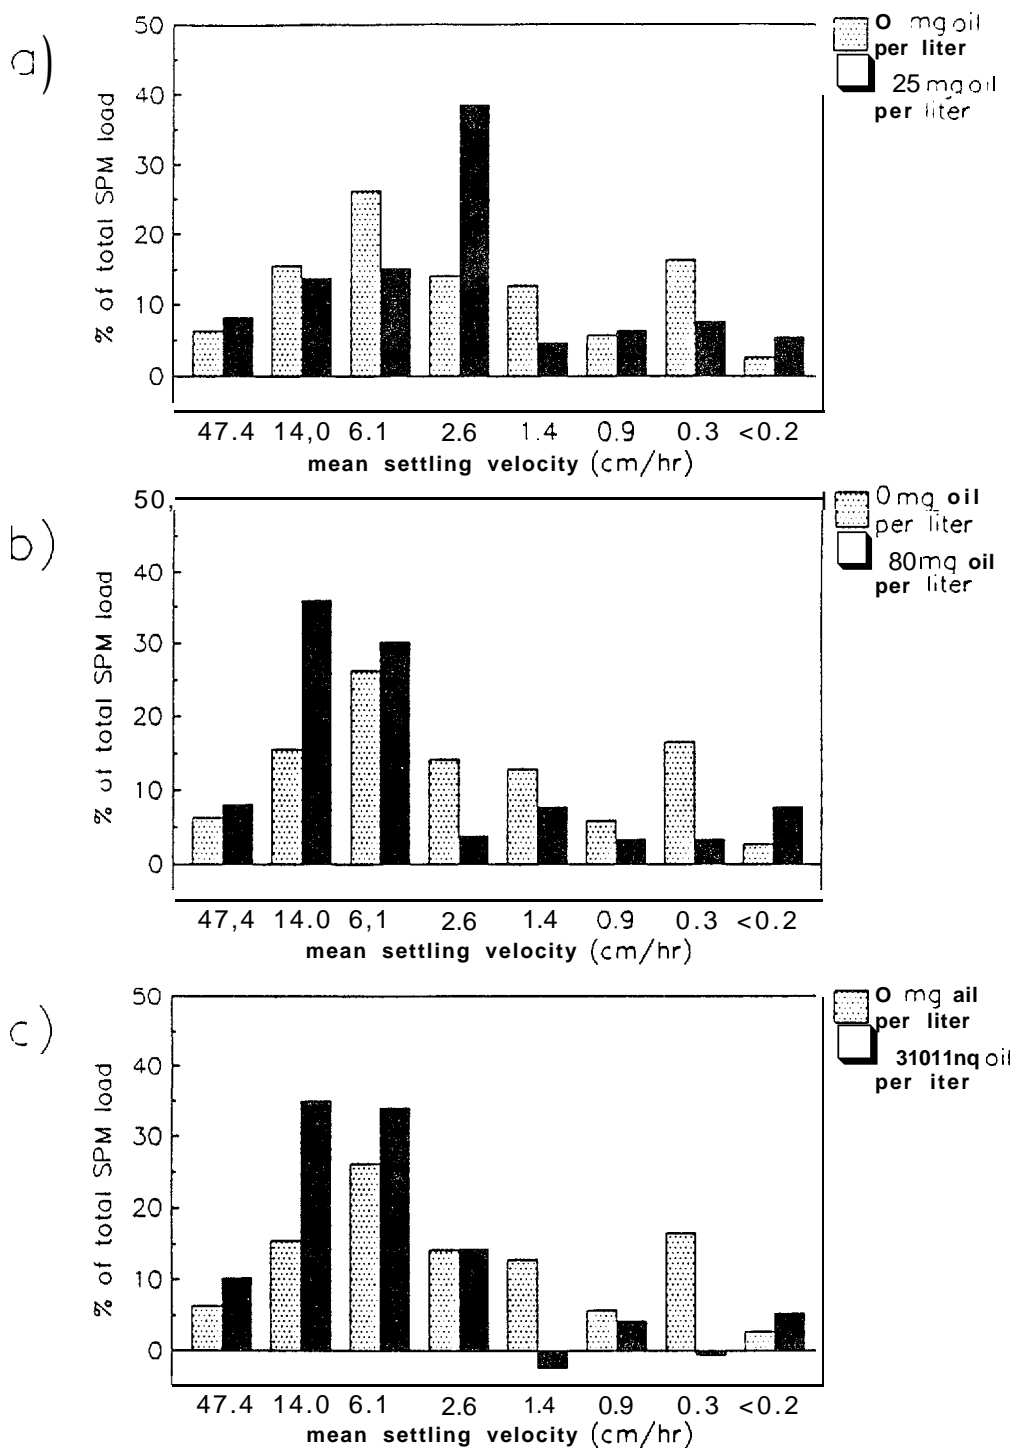 a)
50
40
30
20
10
0
% of total SPM load
47.4 14,0 6.1 2.6 1.4 0.9 0.3 <0.2
mean settling velocity (cm/hr)
O mg oil
per liter
25 mg oil
per liter
b)
50,
40
30
20
10
0
% of total SPM load
47,4 14.0 6,1 2.6 1.4 0.9 0.3 <0.2
mean settling velocity (cm/hr)
0 mg oil
per liter
80 mg oil
per liter
c)
50
40
30
20
10
0
% of total SPM load
47.4 14.0 6.1 2.6 1.4 0.9 0.3 <0.2
mean settling velocity (cm/hr)
O mg ail
per liter
31011nq oil
per iter